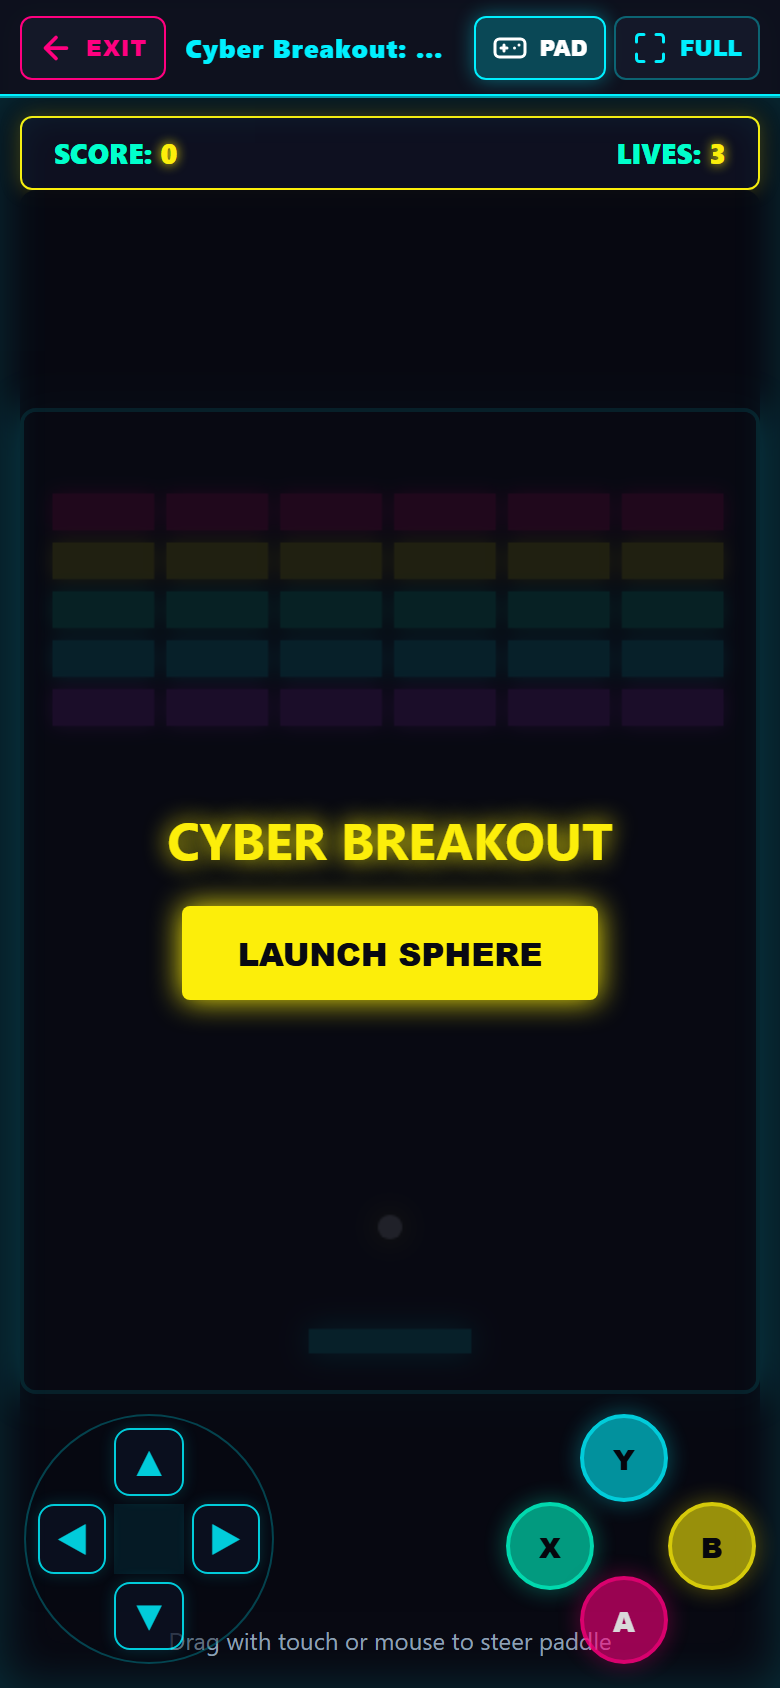 EXIT
Cyber Breakout: ...
PAD
FULL
SCORE: 0
LIVES: 3
CYBER BREAKOUT
LAUNCH SPHERE
Y
X
B
A
Drag with touch or mouse to steer paddle